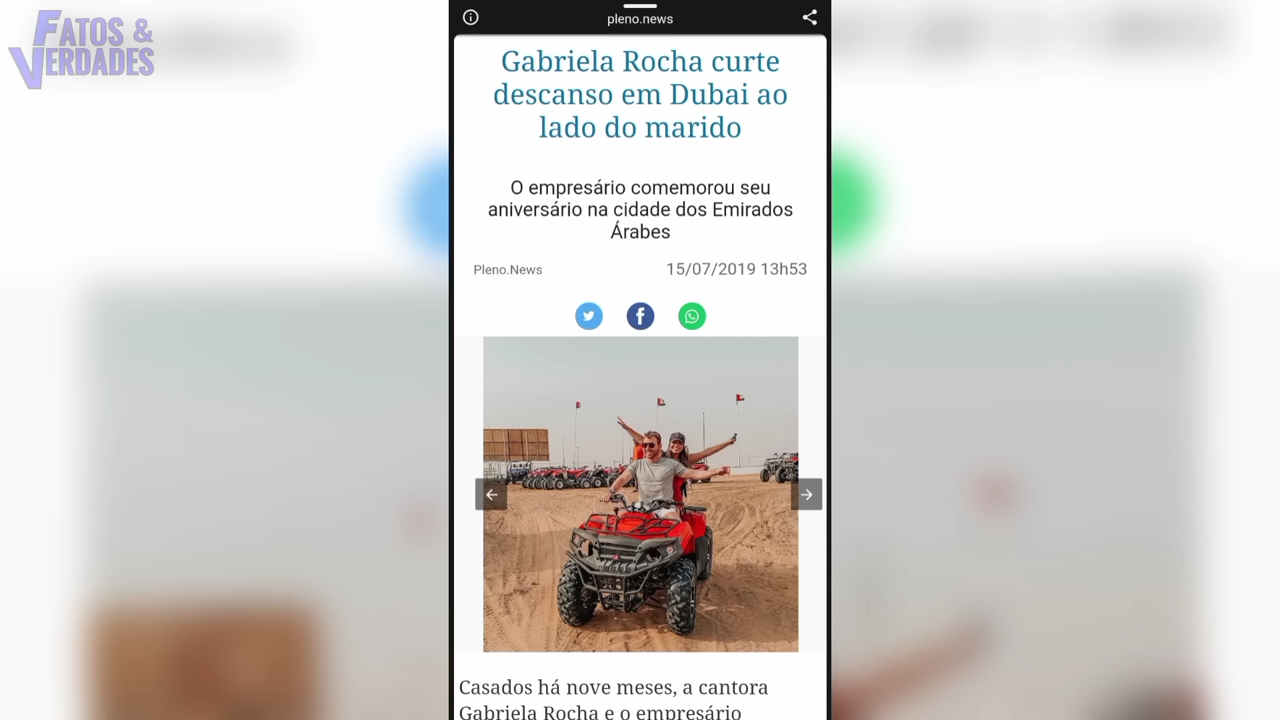 FATOS &
VERDADES
pleno.news
Gabriela Rocha curte
descanso em Dubai ao
lado do marido
O empresário comemorou seu
aniversário na cidade dos Emirados
Árabes
Pleno.News
15/07/2019 13h53
Casados há nove meses, a cantora
Gabriela Rocha e o empresário